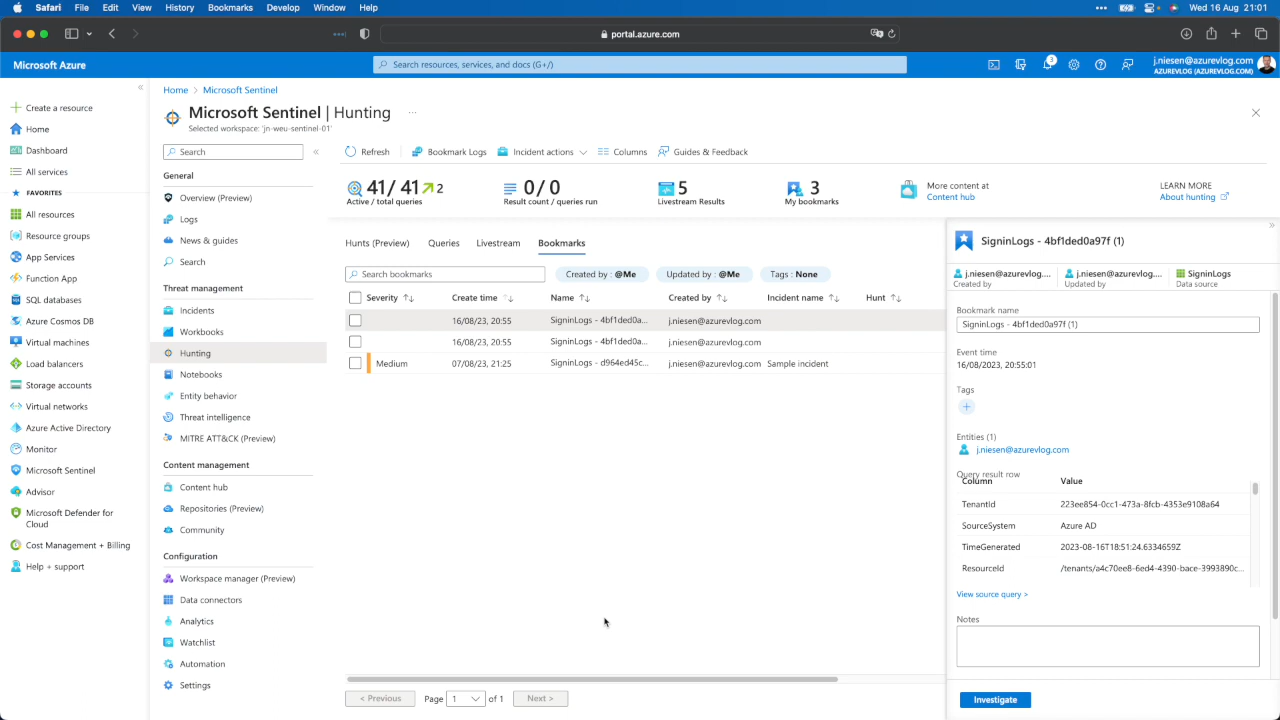 Safari File Edit View History Bookmarks Develop Window Help Wed 16 Aug 21:01
portal.azure.com
Microsoft Azure
Search resources, services, and docs (G+/)
3
j.niesen@azurevlog.com
AZUREVLOG (AZUREVLOG.COM)
Create a resource
Home
Dashboard
All services
FAVORITES
All resources
Resource groups
App Services
Function App
SQL databases
Azure Cosmos DB
Virtual machines
Load balancers
Storage accounts
Virtual networks
Azure Active Directory
Monitor
Microsoft Sentinel
Advisor
Microsoft Defender for
Cloud
Cost Management + Billing
Help + support
Home > Microsoft Sentinel
Microsoft Sentinel | Hunting ...
Selected workspace: 'jn-weu-sentinel-01'
Search
General
Overview (Preview)
Logs
News & guides
Search
Threat management
Incidents
Workbooks
Hunting
Notebooks
Entity behavior
Threat intelligence
MITRE ATT&CK (Preview)
Content management
Content hub
Repositories (Preview)
Community
Configuration
Workspace manager (Preview)
Data connectors
Analytics
Watchlist
Automation
Settings
Refresh Bookmark Logs Incident actions Columns Guides & Feedback
41/ 41 2
Active / total queries
0/ 0
Result count / queries run
5
Livestream Results
3
My bookmarks
More content at
Content hub
LEARN MORE
About hunting
Hunts (Preview) Queries Livestream Bookmarks
Search bookmarks Created by : @Me Updated by : @Me Tags : None
Severity Create time Name Created by Incident name Hunt
16/08/23, 20:55 SigninLogs - 4bf1ded0a... j.niesen@azurevlog.com
16/08/23, 20:55 SigninLogs - 4bf1ded0a... j.niesen@azurevlog.com
Medium 07/08/23, 21:25 SigninLogs - d964ed45c... j.niesen@azurevlog.com Sample incident
< Previous Page 1 of 1 Next >
SigninLogs - 4bf1ded0a97f (1)
j.niesen@azurevlog.... j.niesen@azurevlog.... SigninLogs
Created by Updated by Data source
Bookmark name
SigninLogs - 4bf1ded0a97f (1)
Event time
16/08/2023, 20:55:01
Tags
Entities (1)
j.niesen@azurevlog.com
Query result row
Column Value
TenantId 223ee854-0cc1-473a-8fcb-4353e9108a64
SourceSystem Azure AD
TimeGenerated 2023-08-16T18:51:24.6334659Z
ResourceId /tenants/a4c70ee8-6ed4-4390-bace-3993890c...
View source query >
Notes
Investigate